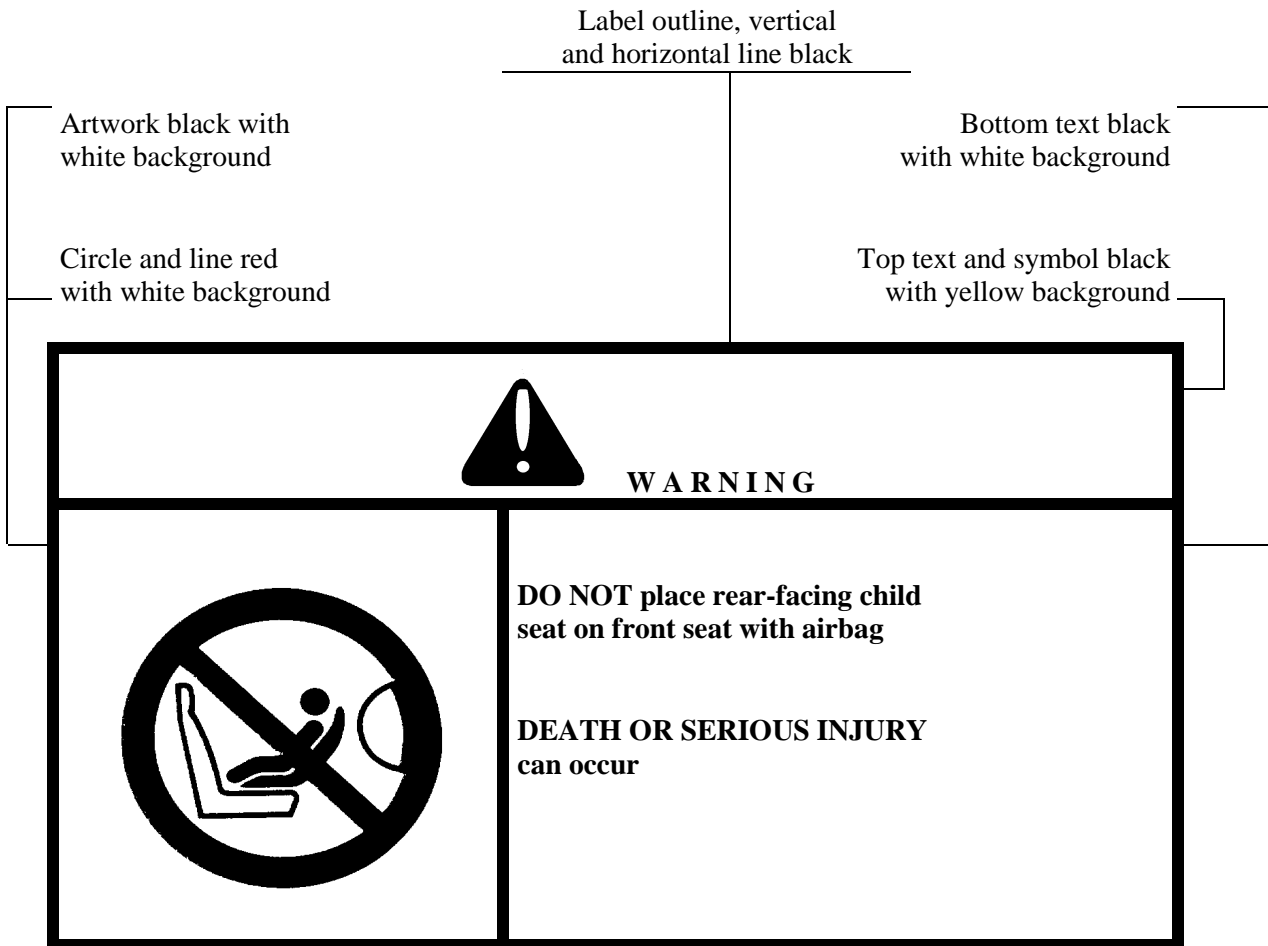 Label outline, vertical
and horizontal line black
Artwork black with
white background
Bottom text black
with white background
Circle and line red
with white background
Top text and symbol black
with yellow background
WARNING
DO NOT place rear-facing child
seat on front seat with airbag
DEATH OR SERIOUS INJURY
can occur